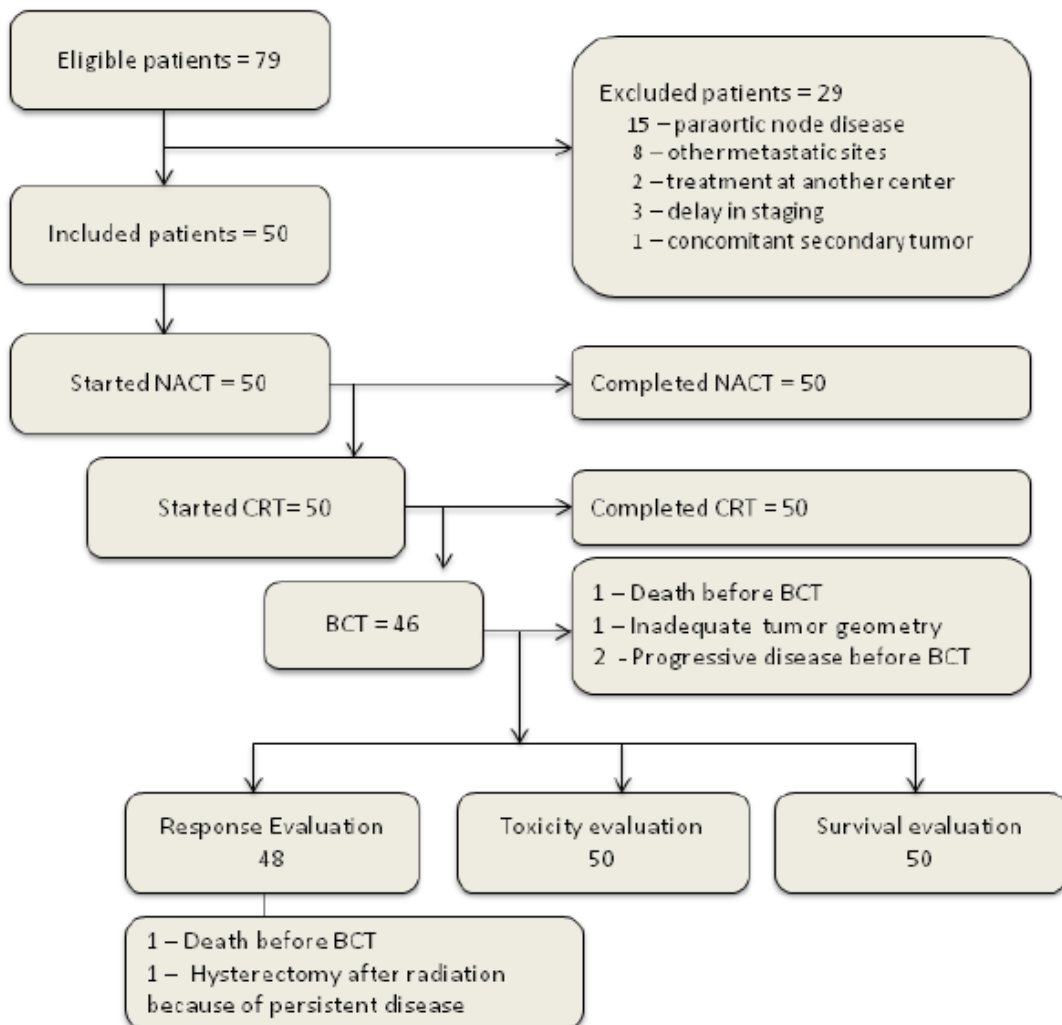 Eligible patients = 79
Excluded patients = 29
15 – paraortic node disease
8 – other metastatic sites
2 – treatment at another center
3 – delay in staging
1 – concomitant secondary tumor
Included patients = 50
Started NACT = 50
Completed NACT = 50
Started CRT= 50
Completed CRT = 50
BCT = 46
1 – Death before BCT
1 – Inadequate tumor geometry
2 - Progressive disease before BCT
Response Evaluation
48
Toxicity evaluation
50
Survival evaluation
50
1 – Death before BCT
1 – Hysterectomy after radiation
because of persistent disease